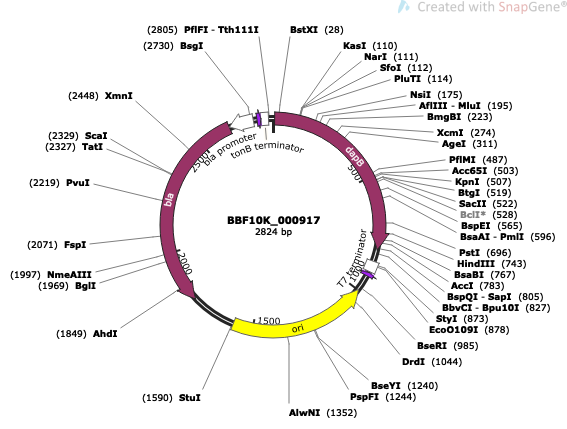 Created with SnapGene®
(2805) PflFI - Tth111I
BstXI (28)
(2730) BsgI
KasI (110)
NarI (111)
SfoI (112)
PluTI (114)
(2448) XmnI
NsiI (175)
AflIII - MluI (195)
BmgBI (223)
(2329) ScaI
XcmI (274)
(2327) TatI
AgeI (311)
bla promoter
tonB terminator
dapB
2500
500
PflMI (487)
Acc65I (503)
(2219) PvuI
KpnI (507)
BtgI (519)
bla
SacII (522)
BclI* (528)
BBF10K_000917
2824 bp
BspEI (565)
BsaAI - PmlI (596)
(2071) FspI
PstI (696)
2000
T7 terminator
1000
HindIII (743)
(1997) NmeAIII
BsaBI (767)
(1969) BglI
AccI (783)
BspQI - SapI (805)
BbvCI - Bpu10I (827)
StyI (873)
1500
ori
EcoO109I (878)
(1849) AhdI
BseRI (985)
DrdI (1044)
BseYI (1240)
PspFI (1244)
(1590) StuI
AlwNI (1352)